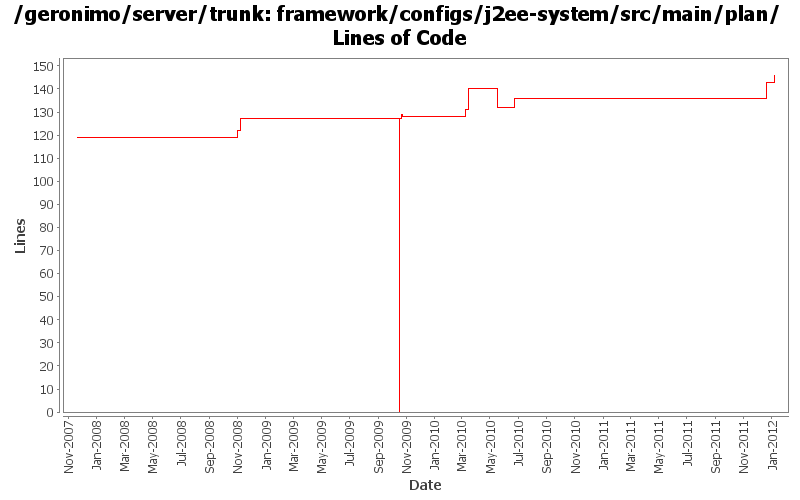 /geronimo/server/trunk: framework/configs/j2ee-system/src/main/plan/
Lines of Code
150
140
130
120
110
100
90
80
70
60
50
40
30
20
10
0
Lines
Nov-2007
Jan-2008
Mar-2008
May-2008
Jul-2008
Sep-2008
Nov-2008
Jan-2009
Mar-2009
May-2009
Jul-2009
Sep-2009
Nov-2009
Jan-2010
Mar-2010
May-2010
Jul-2010
Sep-2010
Nov-2010
Jan-2011
Mar-2011
May-2011
Jul-2011
Sep-2011
Nov-2011
Jan-2012
Date